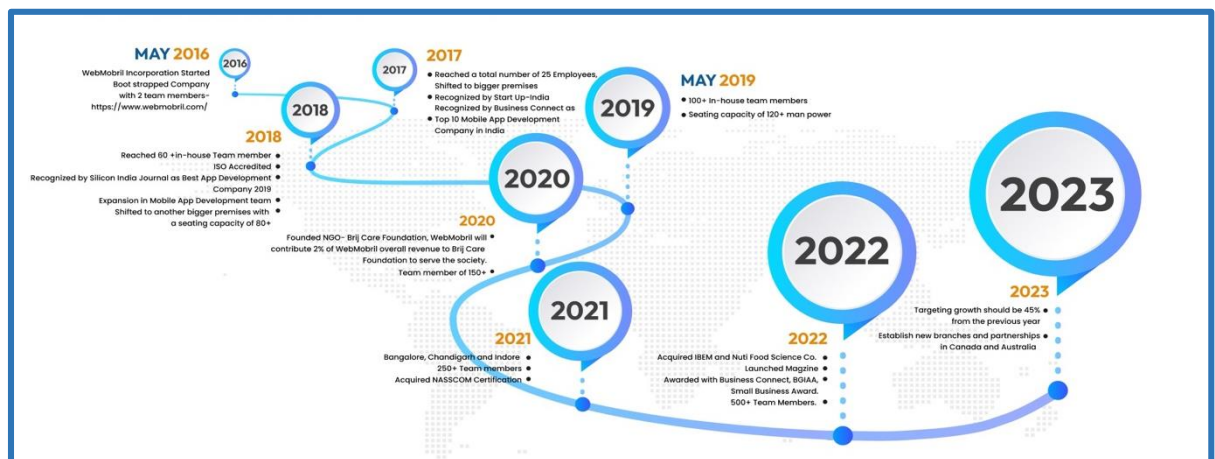 MAY 2016
WebMobril Incorporation Started
Boot strapped Company
with 2 team members-
https://www.webmobril.com/
2016
2017
2017
Reached a total number of 25 Employees,
Shifted to bigger premises
Recognized by Start Up-India
Recognized by Business Connect as
Top 10 Mobile App Development
Company in India
2018
2018
Reached 60 +in-house Team member
ISO Accredited
Recognized by Silicon India Journal as Best App Development
Company 2019
Expansion in Mobile App Development team
Shifted to another bigger premises with
a seating capacity of 80+
2019
MAY 2019
100+ In-house team members
Seating capacity of 120+ man power
2020
2020
Founded NGO- Brij Care Foundation, WebMobril will
contribute 2% of WebMobril overall revenue to Brij Care
Foundation to serve the society.
Team member of 150+
2021
2021
Bangalore, Chandigarh and Indore
250+ Team members
Acquired NASSCOM Certification
2022
2022
Acquired IBEM and Nuti Food Science Co.
Launched Magzine
Awarded with Business Connect, BGIAA,
Small Business Award.
500+ Team Members.
2023
2023
Targeting growth should be 45%
from the previous year
Establish new branches and partnerships
in Canada and Australia